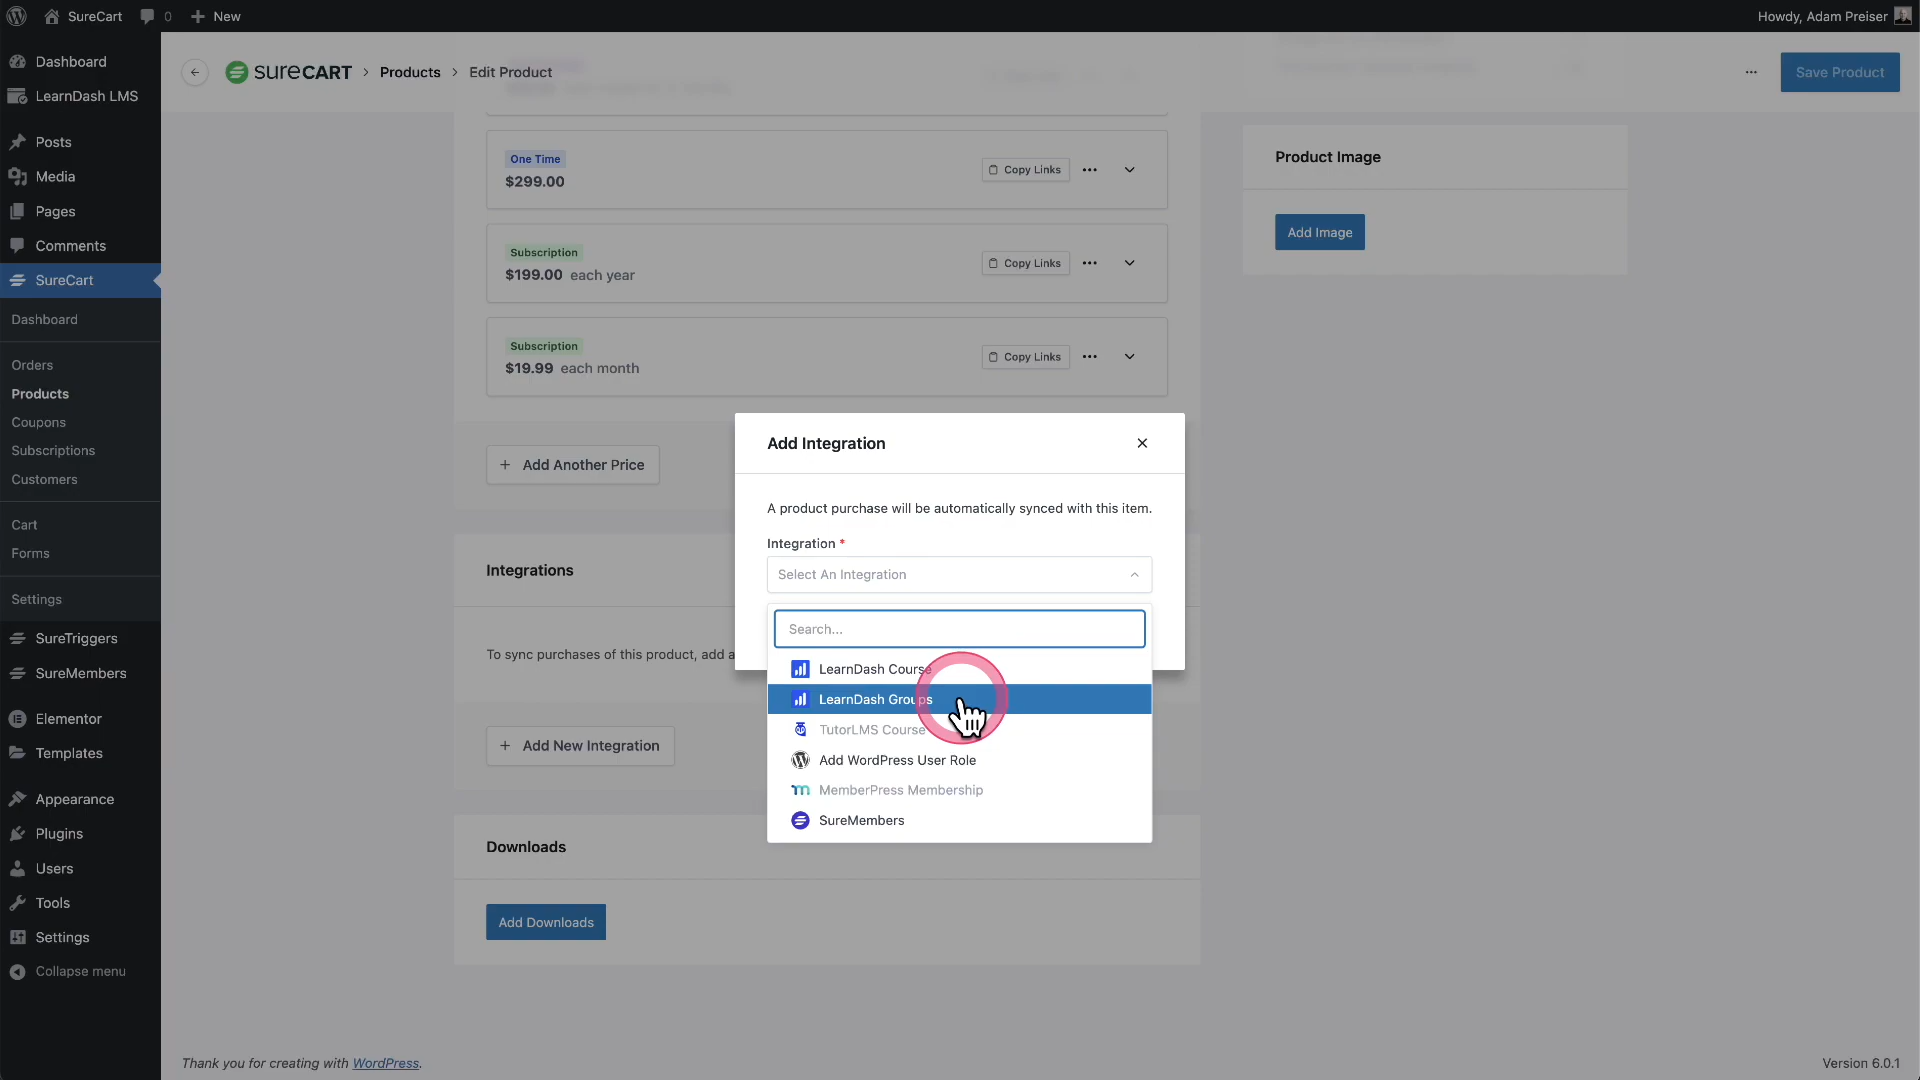 SureCart
0
New
Howdy, Adam Preiser
Dashboard
LearnDash LMS
Posts
Media
Pages
Comments
SureCart
Dashboard
Orders
Products
Coupons
Subscriptions
Customers
Cart
Forms
Settings
SureTriggers
SureMembers
Elementor
Templates
Appearance
Plugins
Users
Tools
Settings
Collapse menu
SURECART > Products > Edit Product
Save Product
One Time
$299.00
Copy Links
Subscription
$199.00 each year
Copy Links
Subscription
$19.99 each month
Copy Links
+ Add Another Price
Integrations
To sync purchases of this product, add a
+ Add New Integration
Downloads
Add Downloads
Product Image
Add Image
Add Integration
A product purchase will be automatically synced with this item.
Integration *
Select An Integration
Search...
LearnDash Course
LearnDash Groups
TutorLMS Course
Add WordPress User Role
MemberPress Membership
SureMembers
Thank you for creating with WordPress.
Version 6.0.1